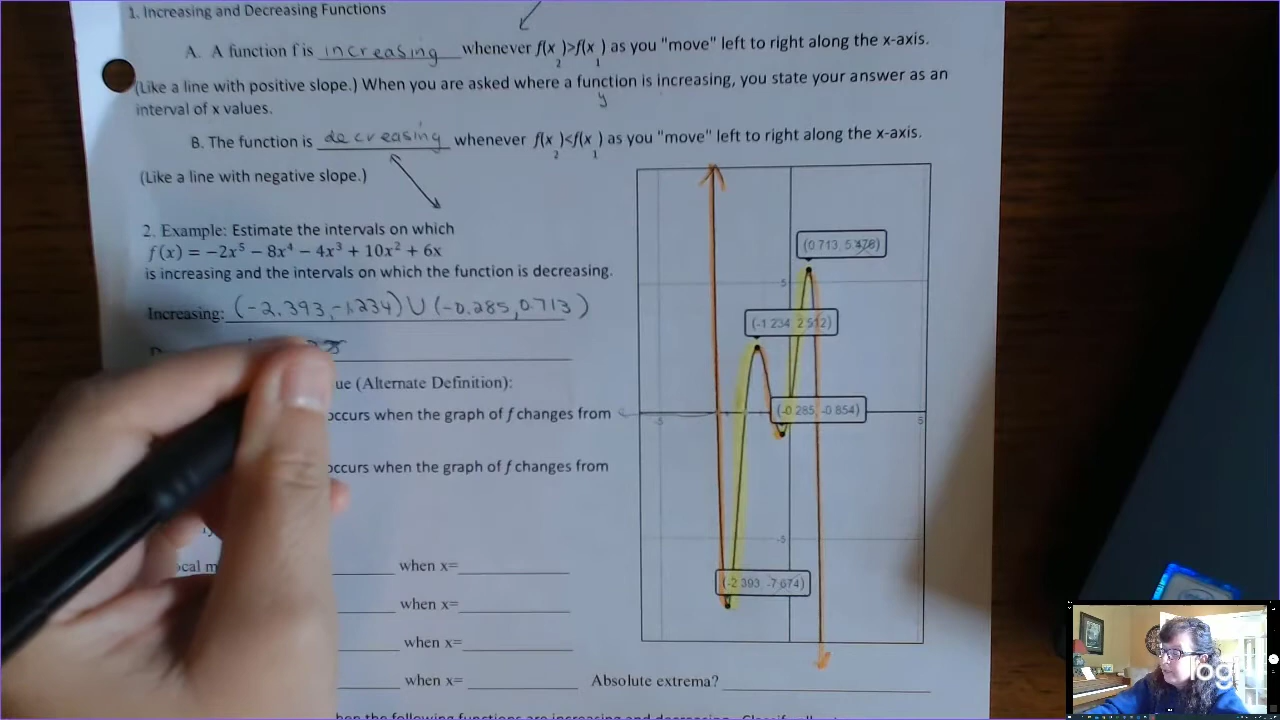 1. Increasing and Decreasing Functions
A. A function f is increasing whenever f(x₂)>f(x₁) as you "move" left to right along the x-axis.
(Like a line with positive slope.) When you are asked where a function is increasing, you state your answer as an
interval of x values.
y
B. The function is decreasing whenever f(x₂)<f(x₁) as you "move" left to right along the x-axis.
(Like a line with negative slope.)
2. Example: Estimate the intervals on which
f(x) = −2x⁵ − 8x⁴ − 4x³ + 10x² + 6x
is increasing and the intervals on which the function is decreasing.
Increasing: (-2.393,-1.234) U (-0.285,0.713)
ue (Alternate Definition):
occurs when the graph of f changes from
occurs when the graph of f changes from
when x=
when x=
when x=
when x=
Absolute extrema?
(0.713, 5.476)
5
(-1.234, 2.512)
(-0.285, -0.854)
-5
5
-5
(-2.393, -7.674)
logi